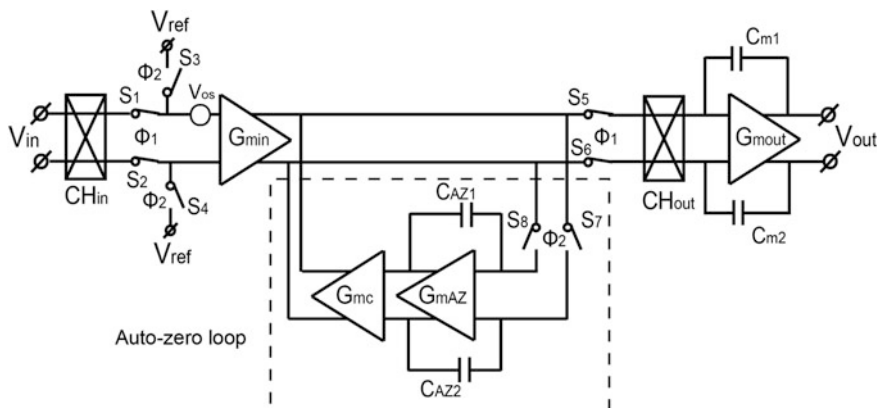 Vref
S3
Φ2
Cm1
S1
Vos
S5
Vin
Φ1
Gmin
Φ1
Gmout
Vout
S6
S2
CHin
Φ2
S4
CAZ1
S8
Φ2
S7
CHout
Cm2
Vref
Gmc
GmAZ
Auto-zero loop
CAZ2